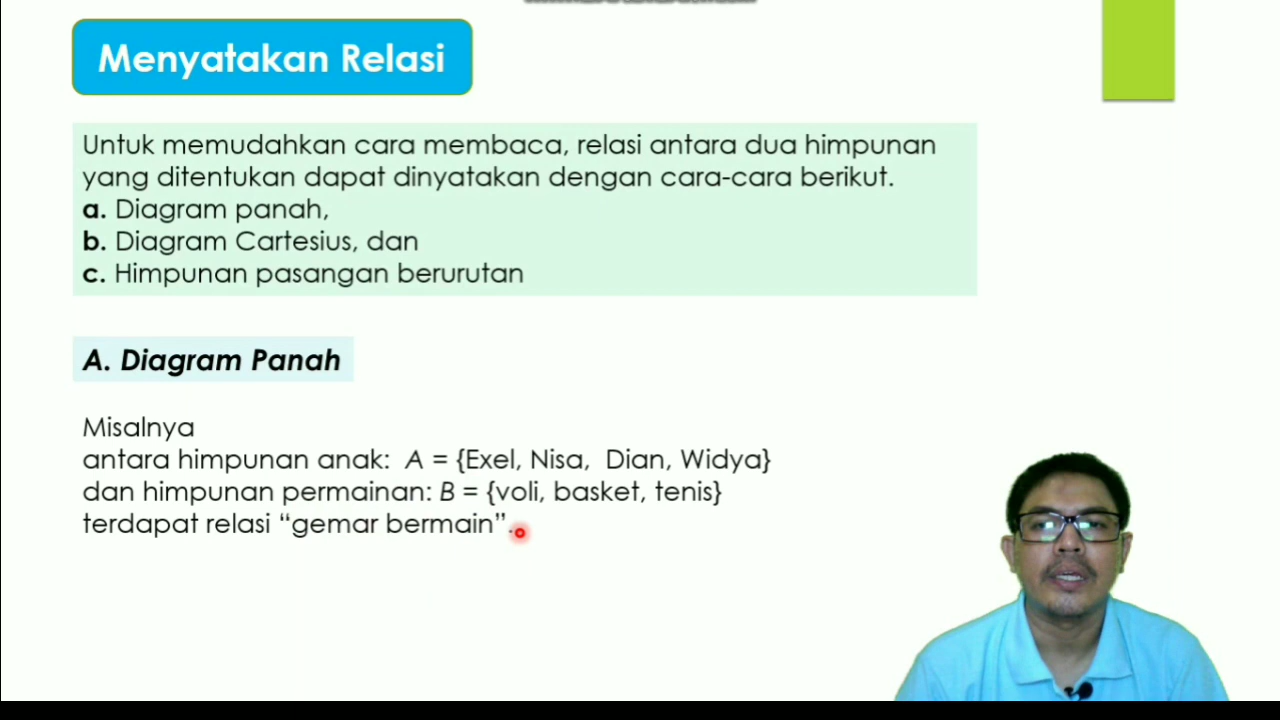 Menyatakan Relasi
Untuk memudahkan cara membaca, relasi antara dua himpunan
yang ditentukan dapat dinyatakan dengan cara-cara berikut.
a. Diagram panah,
b. Diagram Cartesius, dan
c. Himpunan pasangan berurutan
A. Diagram Panah
Misalnya
antara himpunan anak: A = {Exel, Nisa, Dian, Widya}
dan himpunan permainan: B = {voli, basket, tenis}
terdapat relasi “gemar bermain”.